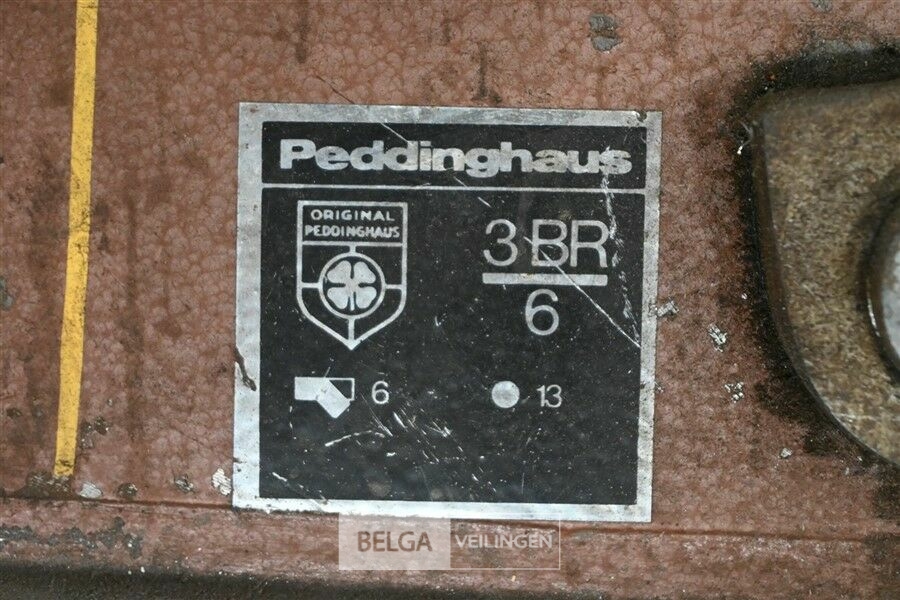 Peddinghaus
ORIGINAL
PEDDINGHAUS
3 BR
6
6
13
BELGA VEILINGEN